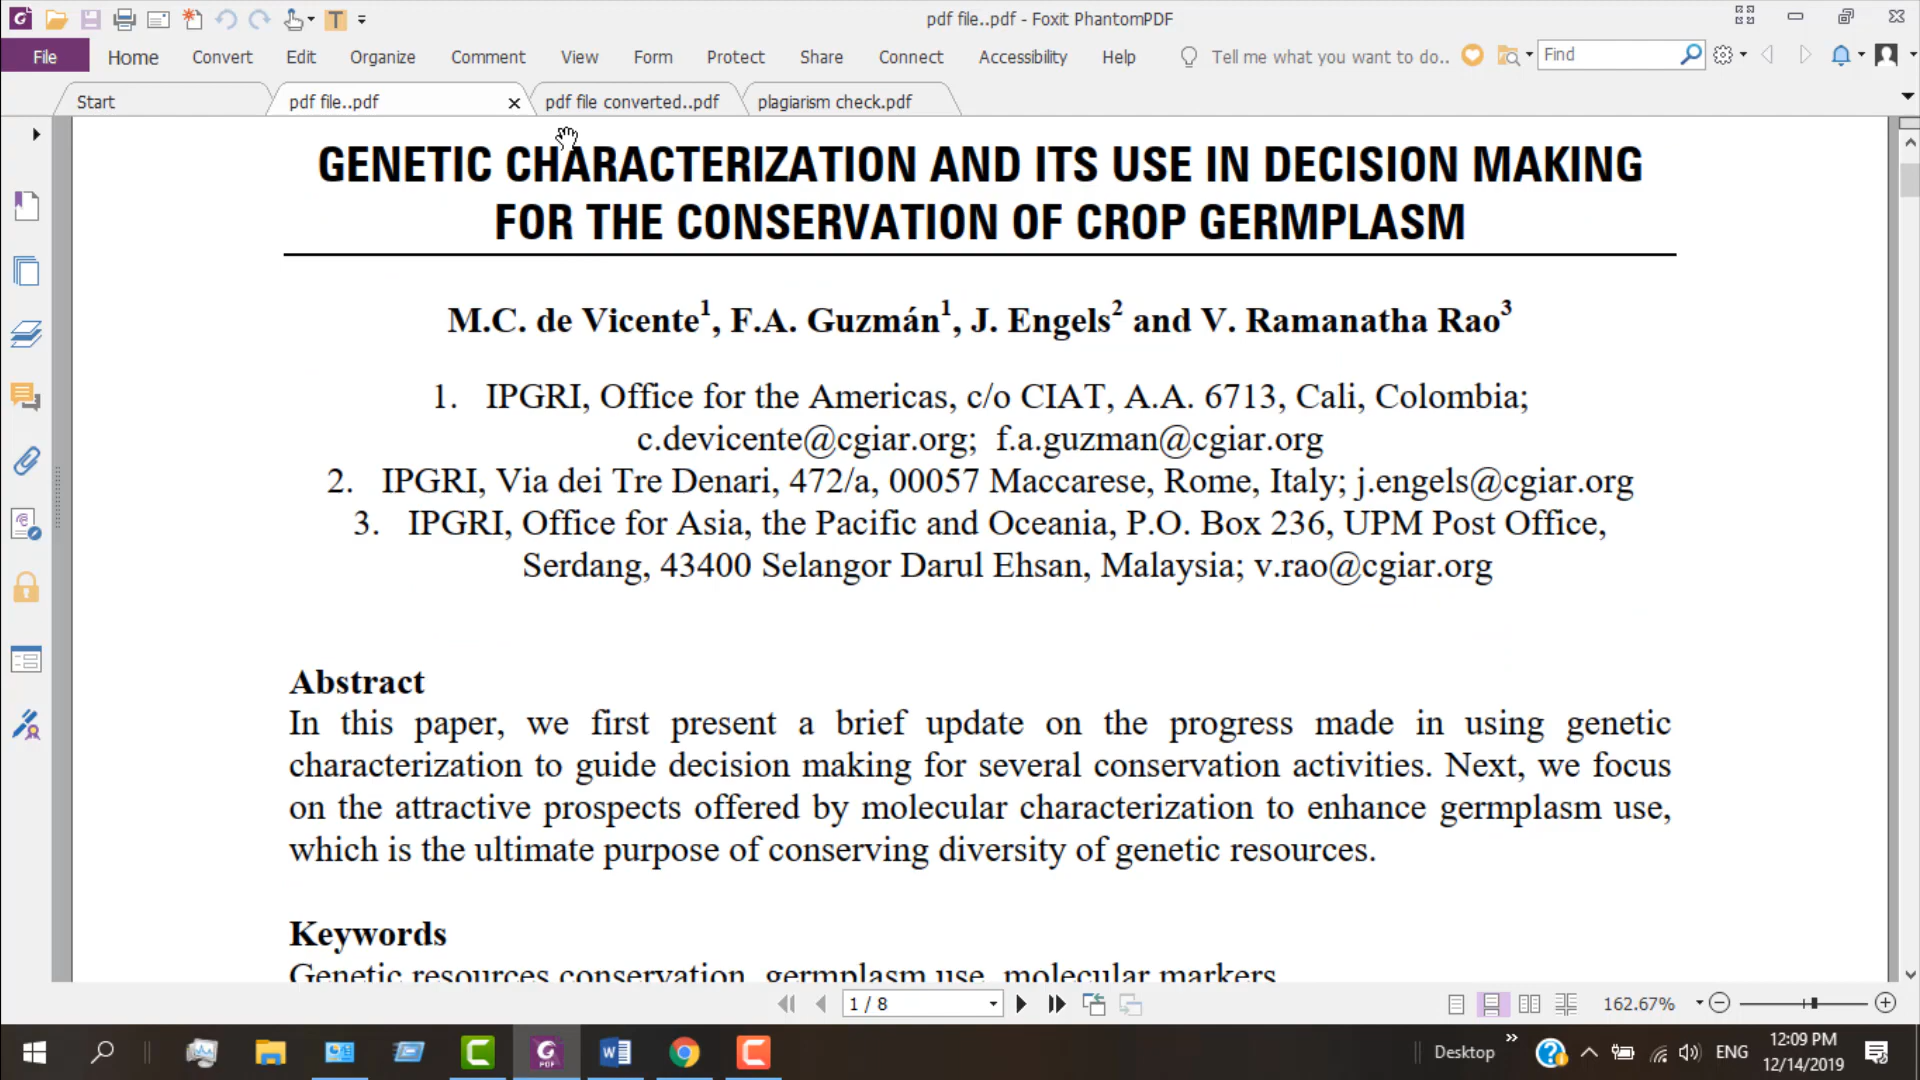 pdf file..pdf - Foxit PhantomPDF
File Home Convert Edit Organize Comment View Form Protect Share Connect Accessibility Help Tell me what you want to do.. Find
Start pdf file..pdf pdf file converted..pdf plagiarism check.pdf
GENETIC CHARACTERIZATION AND ITS USE IN DECISION MAKING
FOR THE CONSERVATION OF CROP GERMPLASM
M.C. de Vicente1, F.A. Guzmán1, J. Engels2 and V. Ramanatha Rao3
1. IPGRI, Office for the Americas, c/o CIAT, A.A. 6713, Cali, Colombia;
c.devicente@cgiar.org; f.a.guzman@cgiar.org
2. IPGRI, Via dei Tre Denari, 472/a, 00057 Maccarese, Rome, Italy; j.engels@cgiar.org
3. IPGRI, Office for Asia, the Pacific and Oceania, P.O. Box 236, UPM Post Office,
Serdang, 43400 Selangor Darul Ehsan, Malaysia; v.rao@cgiar.org
Abstract
In this paper, we first present a brief update on the progress made in using genetic
characterization to guide decision making for several conservation activities. Next, we focus
on the attractive prospects offered by molecular characterization to enhance germplasm use,
which is the ultimate purpose of conserving diversity of genetic resources.
Keywords
Genetic resources conservation, germplasm use, molecular markers
1 / 8 162.67%
Desktop ENG 12:09 PM
12/14/2019